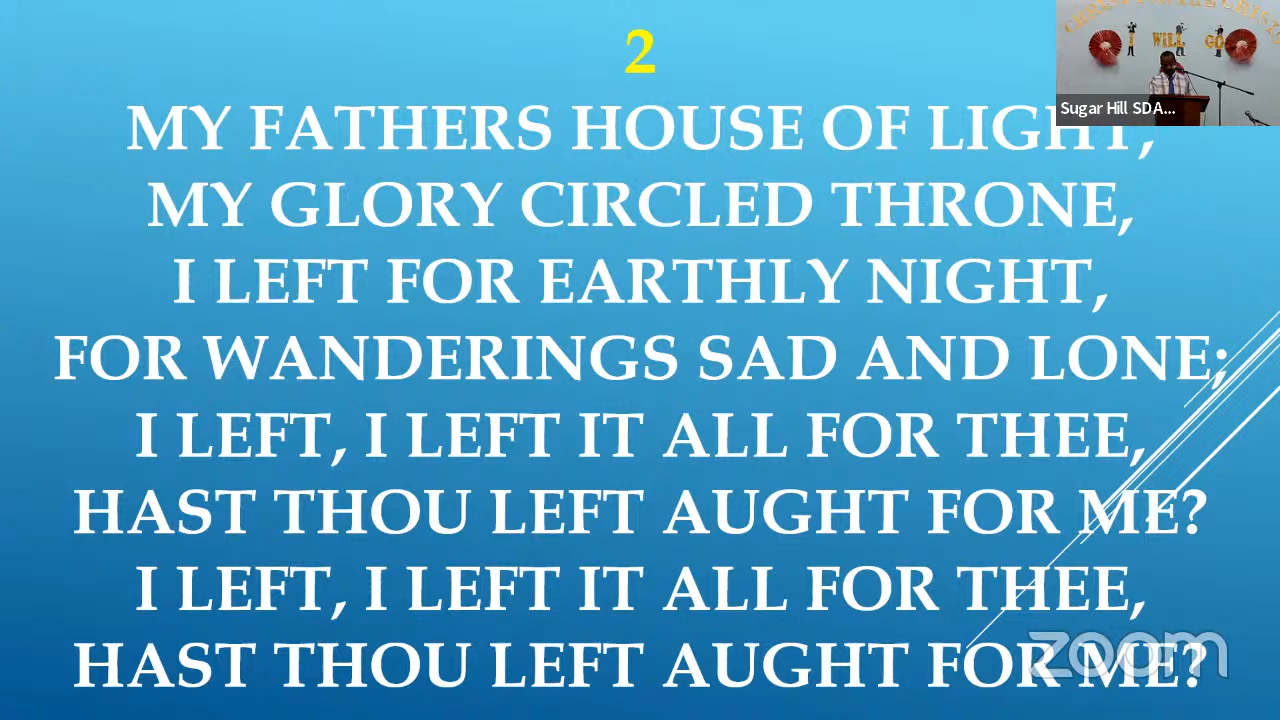 2
MY FATHERS HOUSE OF LIGHT,
MY GLORY CIRCLED THRONE,
I LEFT FOR EARTHLY NIGHT,
FOR WANDERINGS SAD AND LONE;
I LEFT, I LEFT IT ALL FOR THEE,
HAST THOU LEFT AUGHT FOR ME?
I LEFT, I LEFT IT ALL FOR THEE,
HAST THOU LEFT AUGHT FOR ME?
I WILL GO
Sugar Hill SDA...
zoom